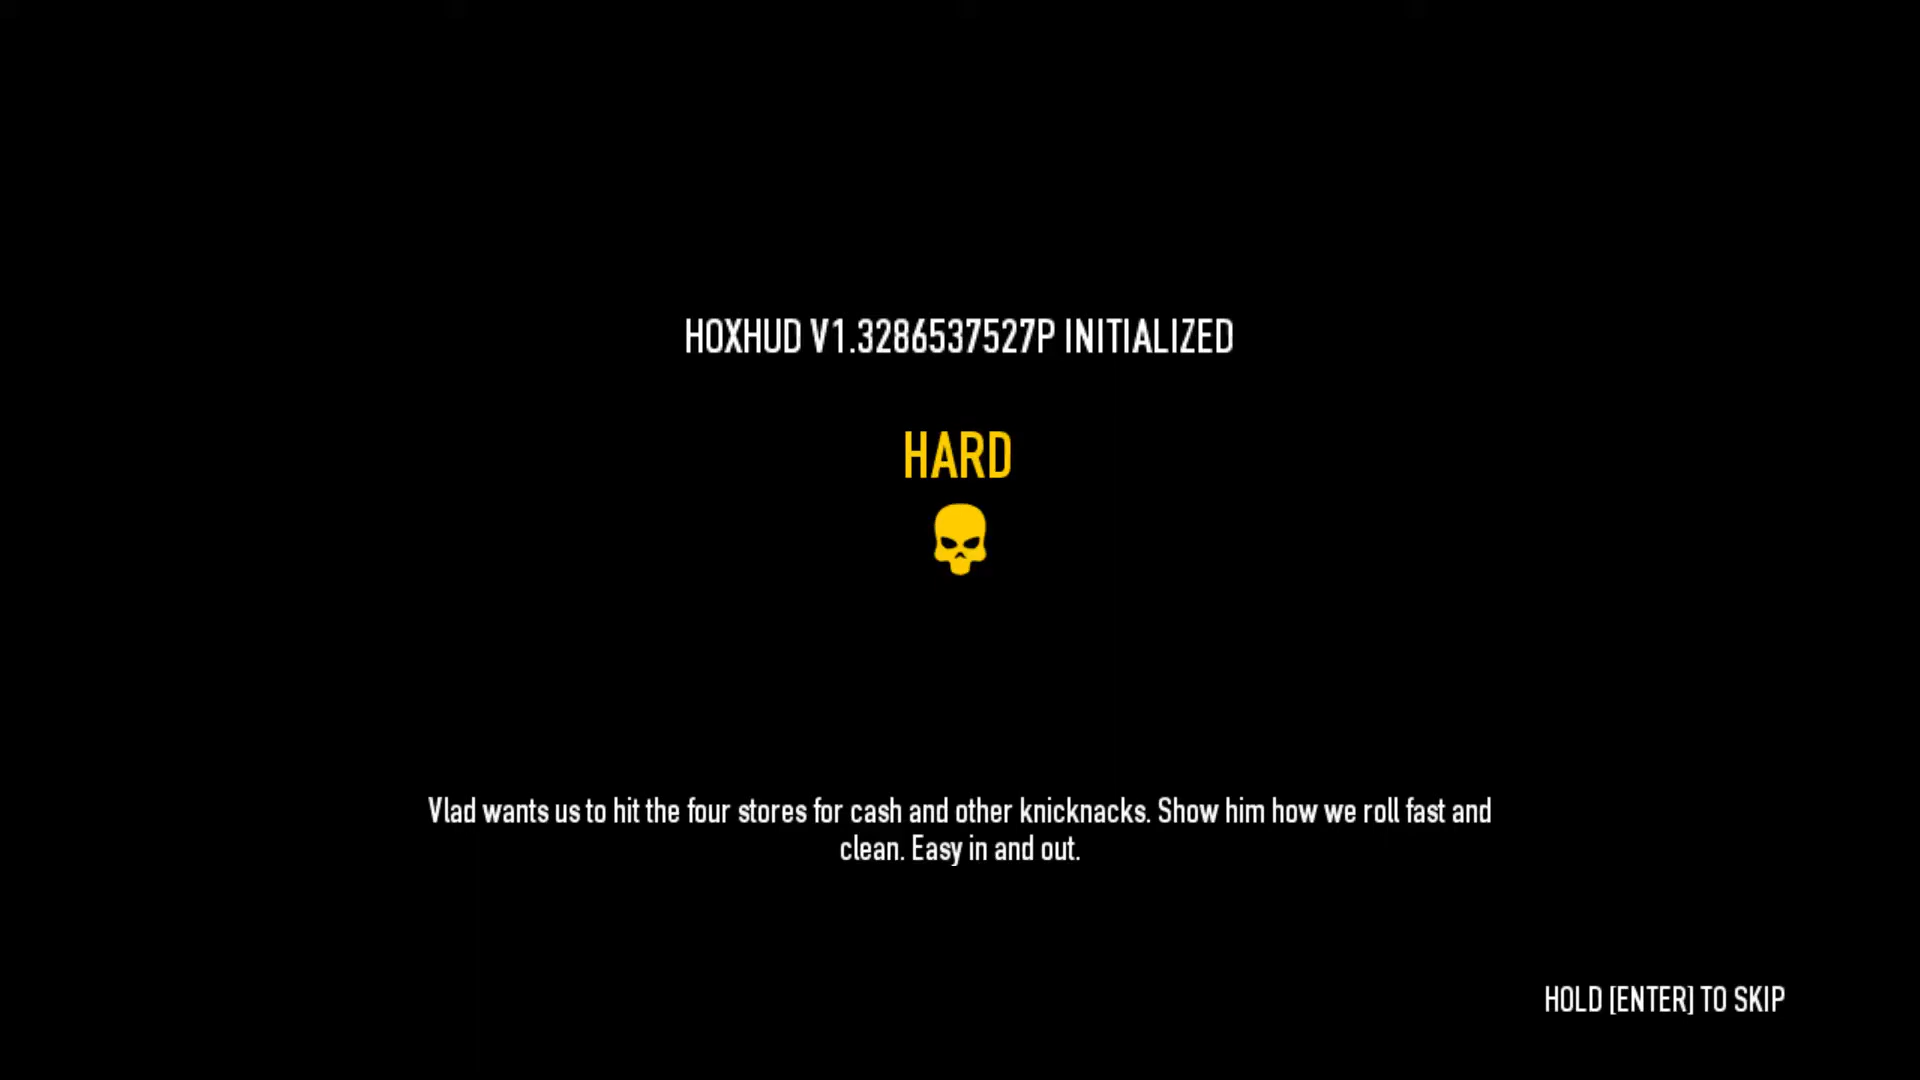 HOXHUD V1.3286537527P INITIALIZED
HARD
Vlad wants us to hit the four stores for cash and other knicknacks. Show him how we roll fast and
clean. Easy in and out.
HOLD [ENTER] TO SKIP